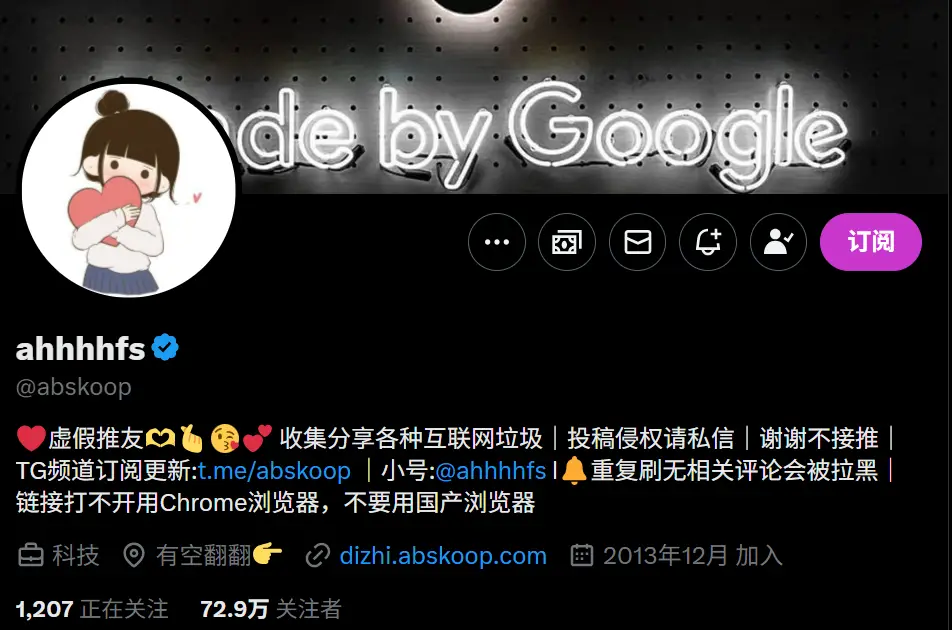 de by Google
订阅
ahhhhfs
@abskoop
❤️虚假推友🫶🫰😘💕 收集分享各种互联网垃圾｜投稿侵权请私信｜谢谢不接推｜
TG频道订阅更新:t.me/abskoop ｜小号:@ahhhhfs I🔔重复刷无相关评论会被拉黑｜
链接打不开用Chrome浏览器，不要用国产浏览器
科技 有空翻翻👉 dizhi.abskoop.com 2013年12月 加入
1,207 正在关注 72.9万 关注者